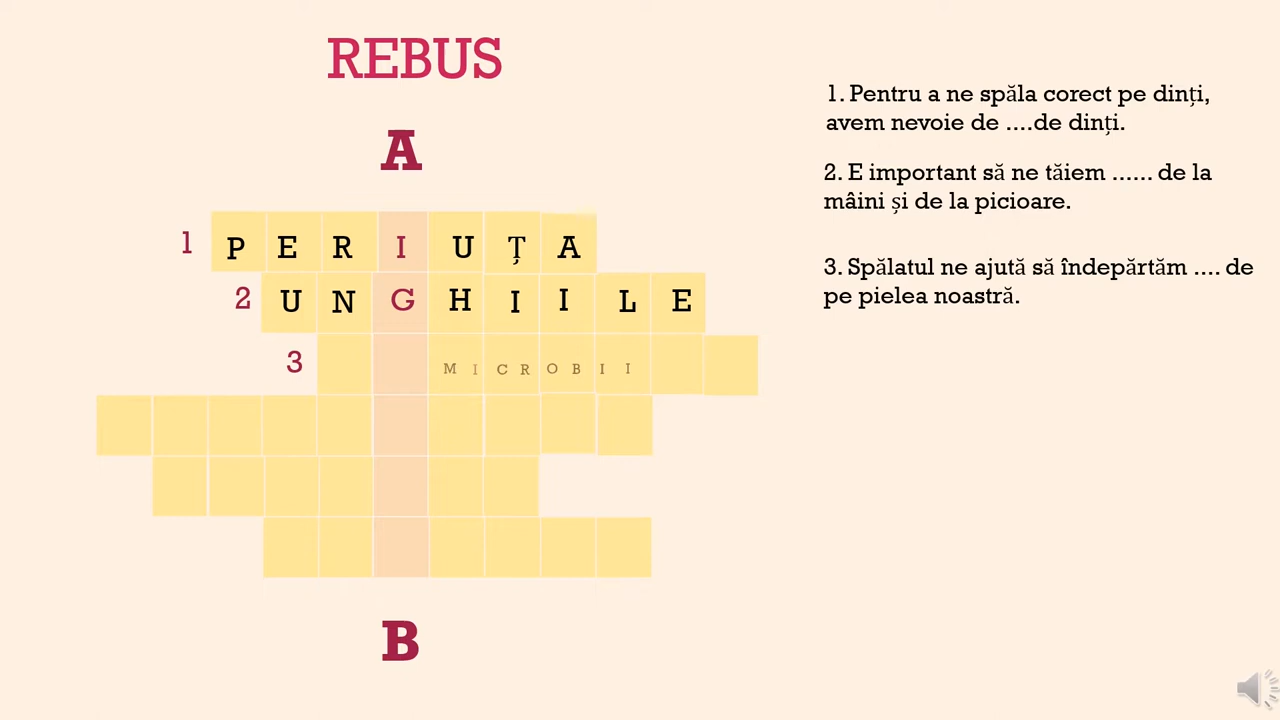 REBUS
A
1 P E R I U Ț A
2 U N G H I I L E
3 M I C R O B I I
B
1. Pentru a ne spăla corect pe dinți,
avem nevoie de ....de dinți.
2. E important să ne tăiem ...... de la
mâini și de la picioare.
3. Spălatul ne ajută să îndepărtăm .... de
pe pielea noastră.